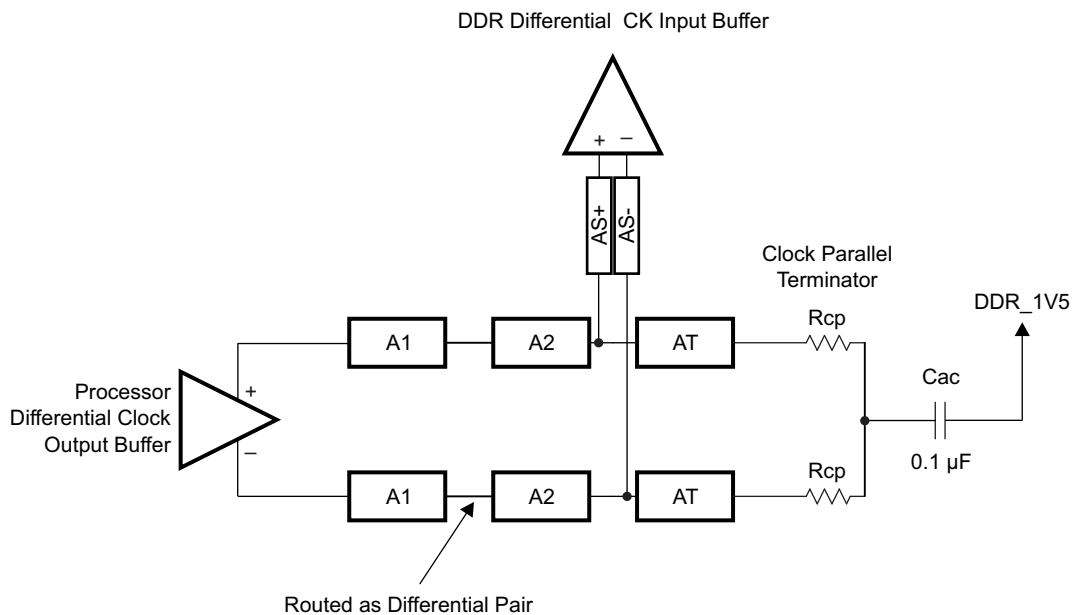 DDR Differential CK Input Buffer
+ −
AS+
AS-
Clock Parallel
Terminator
DDR_1V5
A1
A2
AT
Rcp
Processor
Differential Clock
Output Buffer
+
−
Cac
0.1 µF
A1
A2
AT
Rcp
Routed as Differential Pair